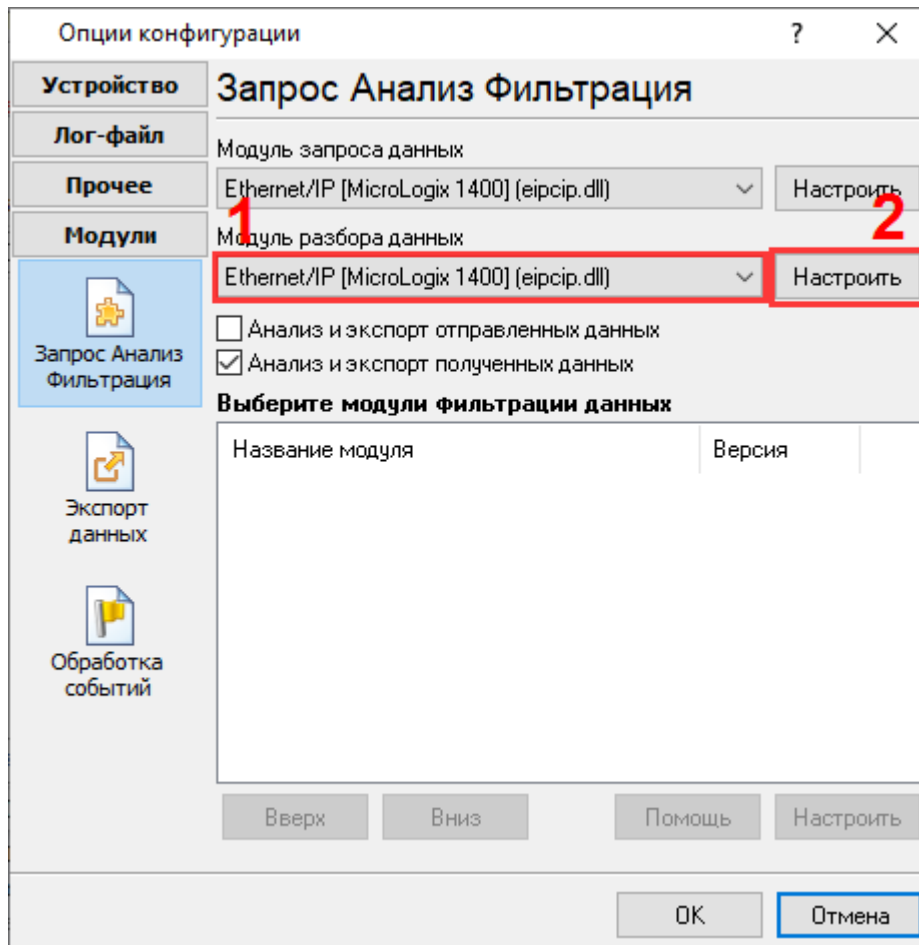 Опции конфигурации
?
Устройство
Лог-файл
Прочее
Модули
Запрос Анализ
Фильтрация
Экспорт
данных
Обработка
событий
Запрос Анализ Фильтрация
Модуль запроса данных
Ethernet/IP [MicroLogix 1400] (eipcip.dll)
Настроить
1
2
Модуль разбора данных
Ethernet/IP [MicroLogix 1400] (eipcip.dll)
Настроить
Анализ и экспорт отправленных данных
Анализ и экспорт полученных данных
Выберите модули фильтрации данных
Название модуля
Версия
Вверх
Вниз
Помощь
Настроить
OK
Отмена